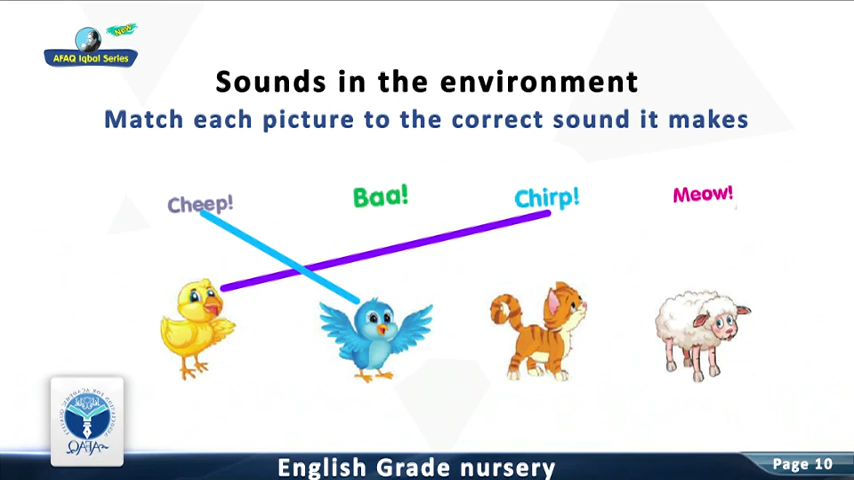 New
AFAQ Iqbal Series
Sounds in the environment
Match each picture to the correct sound it makes
Cheep! Baa! Chirp! Meow!
English Grade nursery
Page 10